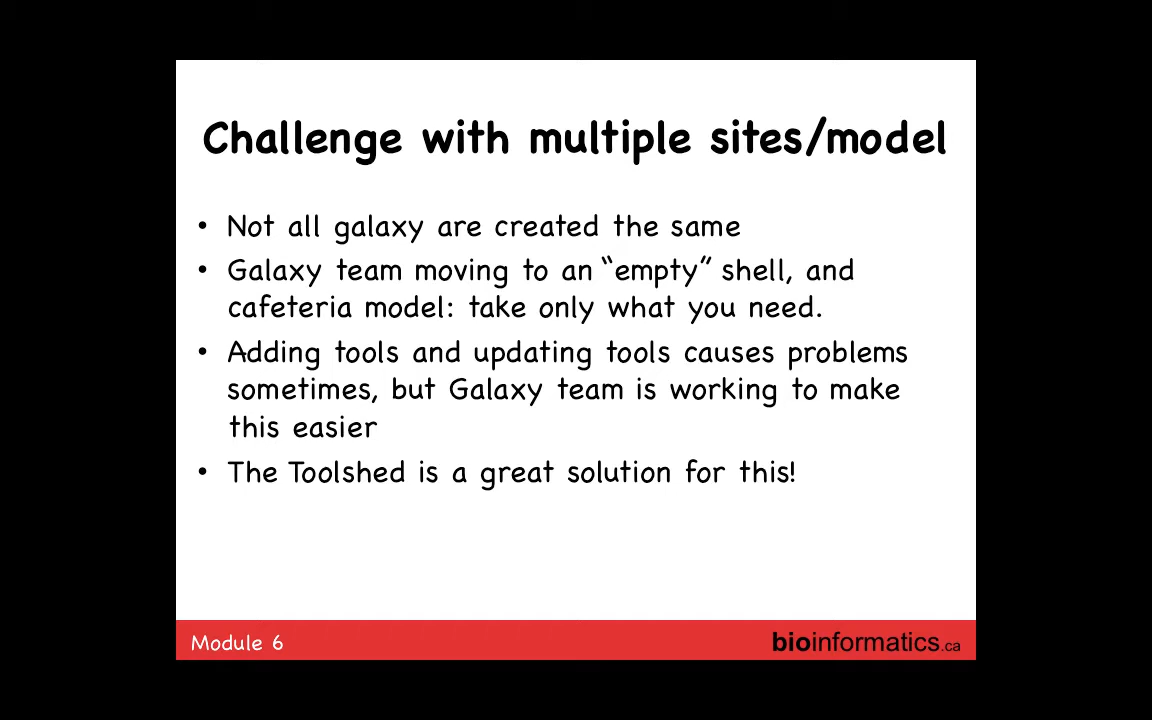 Challenge with multiple sites/model
• Not all galaxy are created the same
• Galaxy team moving to an “empty” shell, and
cafeteria model: take only what you need.
• Adding tools and updating tools causes problems
sometimes, but Galaxy team is working to make
this easier
• The Toolshed is a great solution for this!
Module 6
bioinformatics.ca